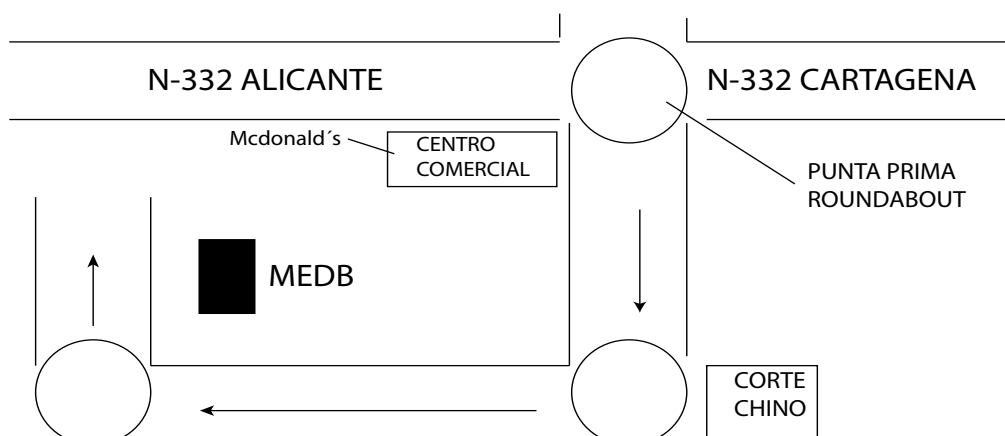 N-332 ALICANTE
N-332 CARTAGENA
Mcdonald´s
CENTRO
COMERCIAL
PUNTA PRIMA
ROUNDABOUT
MEDB
CORTE
CHINO